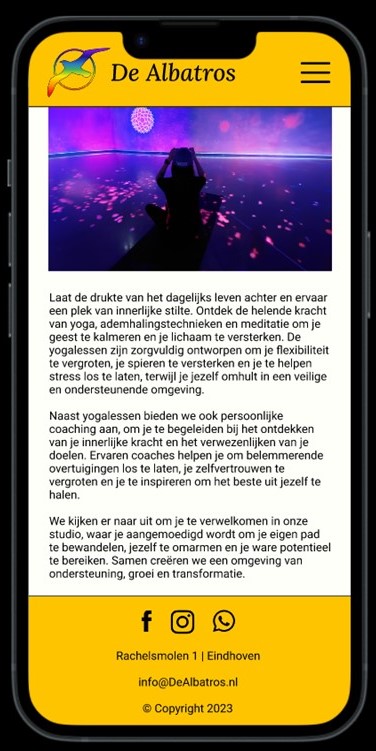 De Albatros
Laat de drukte van het dagelijks leven achter en ervaar
een plek van innerlijke stilte. Ontdek de helende kracht
van yoga, ademhalingstechnieken en meditatie om je
geest te kalmeren en je lichaam te versterken. De
yogalessen zijn zorgvuldig ontworpen om je flexibiliteit
te vergroten, je spieren te versterken en je te helpen
stress los te laten, terwijl je jezelf omhult in een veilige
en ondersteunende omgeving.
Naast yogalessen bieden we ook persoonlijke
coaching aan, om je te begeleiden bij het ontdekken
van je innerlijke kracht en het verwezenlijken van je
doelen. Ervaren coaches helpen je om belemmerende
overtuigingen los te laten, je zelfvertrouwen te
vergroten en je te inspireren om het beste uit jezelf te
halen.
We kijken er naar uit om je te verwelkomen in onze
studio, waar je aangemoedigd wordt om je eigen pad
te bewandelen, jezelf te omarmen en je ware potentieel
te bereiken. Samen creëren we een omgeving van
ondersteuning, groei en transformatie.
Rachelsmolen 1 | Eindhoven
info@DeAlbatros.nl
© Copyright 2023